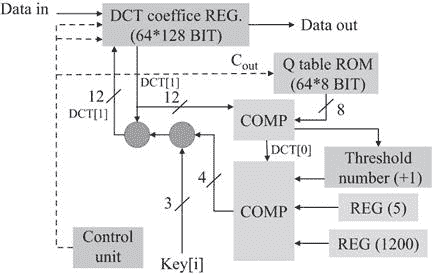 Data in
DCT coeffice REG.
(64*128 BIT)
Data out
Cout
Q table ROM
(64*8 BIT)
DCT[1]
12
DCT[1]
12
8
COMP
DCT[0]
Threshold
number (+1)
4
3
COMP
REG (5)
REG (1200)
Control
unit
Key[i]